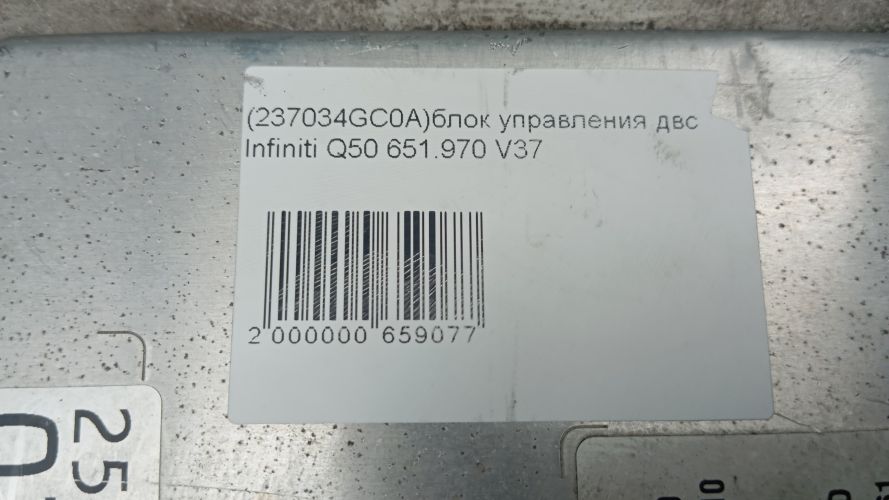 (237034GC0A)блок управления двс
Infiniti Q50 651.970 V37
2 000000 659077
25